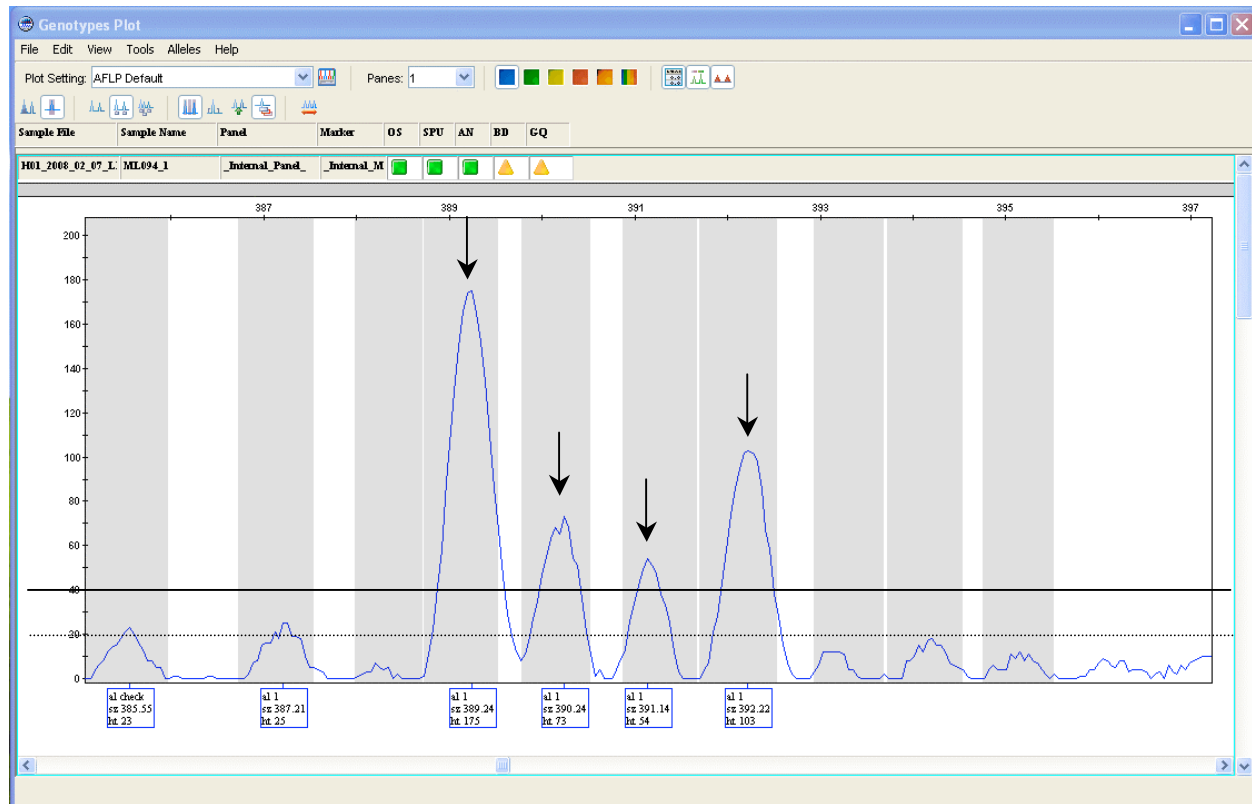 Genotypes Plot
File Edit View Tools Alleles Help
Plot Setting: AFLP Default Panes: 1
Sample File Sample Name Panel Marker OS SPU AN BD GQ
H01_2008_02_07_L ML094_1 _Internal_Panel_ _Internal_M
387 389 391 393 395 397
200
180
160
140
120
100
80
60
40
20
0
al check al 1 al 1 al 1 al 1 al 1
sz 385.55 sz 387.21 sz 389.24 sz 390.24 sz 391.14 sz 392.22
ht 23 ht 25 ht 175 ht 73 ht 54 ht 103